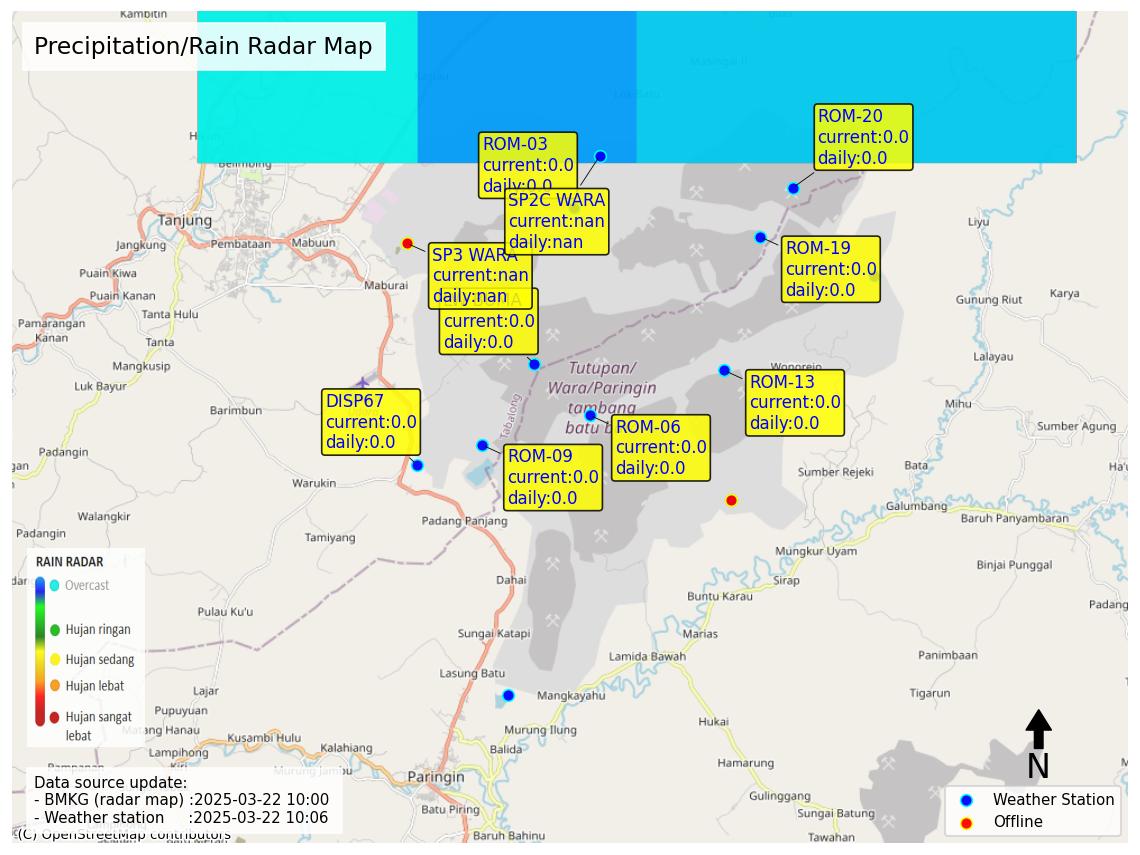 Kambitin
Precipitation/Rain Radar Map
Masingai II
ROM-20
current:0.0
daily:0.0
ROM-03
current:0.0
daily:0.0
SP2C WARA
current:nan
daily:nan
Belimbing
Tanjung
Liyu
Jangkung
Pembataan
Mabuun
ROM-19
current:0.0
daily:0.0
SP3 WARA
current:nan
daily:nan
Puain Kiwa
Maburai
Puain Kanan
Gunung Riut
Karya
Tanta Hulu
current:0.0
daily:0.0
Pamarangan
Kanan
Tanta
Lalayau
Mangkusip
Tutupan/
Wara/Paringin
tambang
Wonorejo
Luk Bayur
ROM-13
current:0.0
daily:0.0
DISP67
current:0.0
daily:0.0
Barimbun
Tabalong
Mihu
ROM-06
current:0.0
daily:0.0
Sumber Agung
Padangin
ROM-09
current:0.0
daily:0.0
Bata
Sumber Rejeki
Warukin
Galumbang
Walangkir
Padang Panjang
Baruh Panyambaran
Padangin
Tamiyang
Mungkur Uyam
RAIN RADAR
Overcast
Hujan ringan
Hujan sedang
Hujan lebat
Hujan sangat
lebat
Binjai Punggal
Dahai
Sirap
Buntu Karau
Pulau Ku'u
Sungai Katapi
Marias
Lamida Bawah
Panimbaan
Lasung Batu
Lajar
Mangkayahu
Tigarun
Pupuyuan
Matang Hanau
Hukai
Murung Ilung
Kusambi Hulu
Kalahiang
Lampihong
Balida
Hamarung
N
Murung Jambu
Paringin
Data source update:
- BMKG (radar map) :2025-03-22 10:00
- Weather station :2025-03-22 10:06
Gulinggang
Weather Station
Offline
Batu Piring
Sungai Batung
Baruh Bahinu
Tawahan
(C) OpenStreetMap contributors